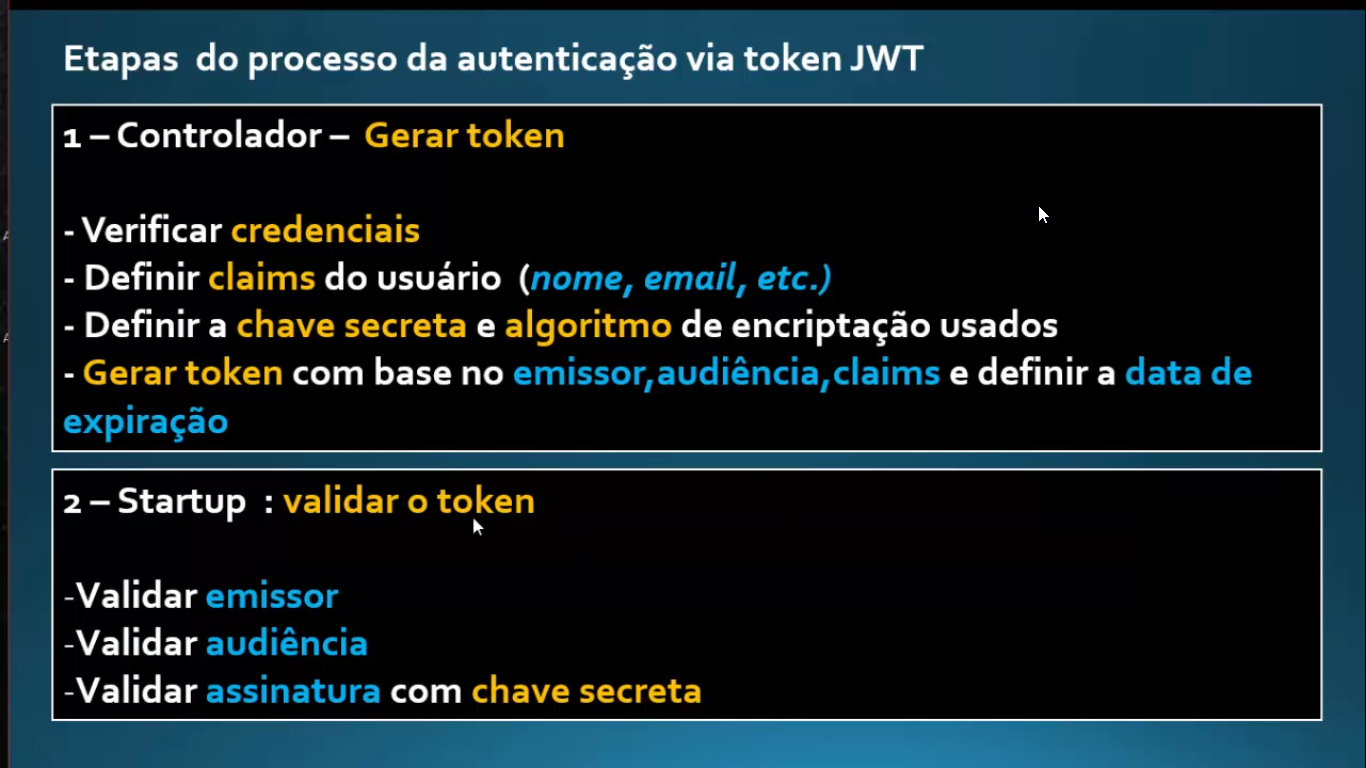 Etapas do processo da autenticação via token JWT
1 – Controlador – Gerar token
- Verificar credenciais
- Definir claims do usuário (nome, email, etc.)
- Definir a chave secreta e algoritmo de encriptação usados
- Gerar token com base no emissor,audiência,claims e definir a data de
expiração
2 – Startup : validar o token
-Validar emissor
-Validar audiência
-Validar assinatura com chave secreta